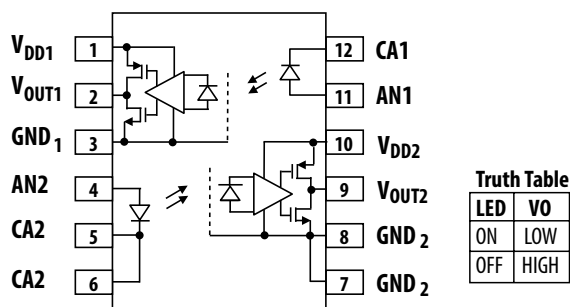 VDD1 1 12 CA1
VOUT1 2 11 AN1
GND1 3 10 VDD2
AN2 4 9 VOUT2
CA2 5 8 GND2
CA2 6 7 GND2
Truth Table
LED VO
ON LOW
OFF HIGH